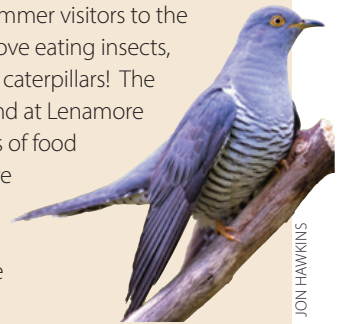 mmer visitors to the
ove eating insects,
caterpillars! The
nd at Lenamore
s of food
e
e
JON HAWKINS